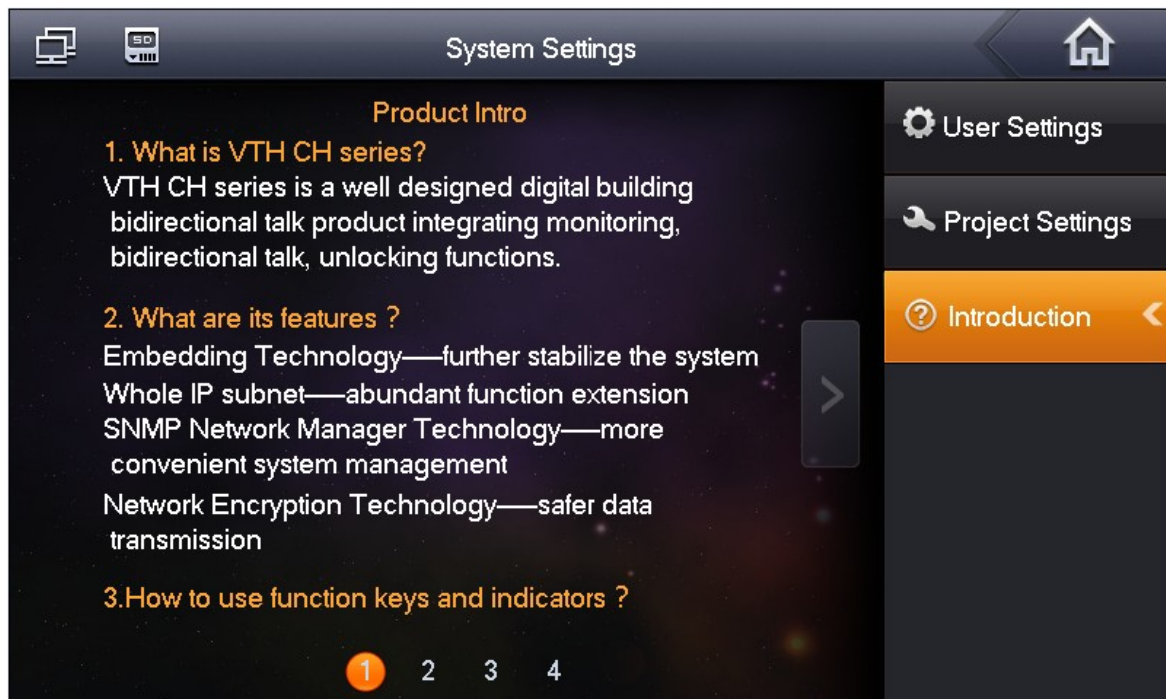 SD
System Settings
Product Intro
1. What is VTH CH series?
VTH CH series is a well designed digital building
bidirectional talk product integrating monitoring,
bidirectional talk, unlocking functions.
2. What are its features ?
Embedding Technology——further stabilize the system
Whole IP subnet——abundant function extension
SNMP Network Manager Technology——more
convenient system management
Network Encryption Technology——safer data
transmission
3.How to use function keys and indicators ?
1 2 3 4
User Settings
Project Settings
Introduction